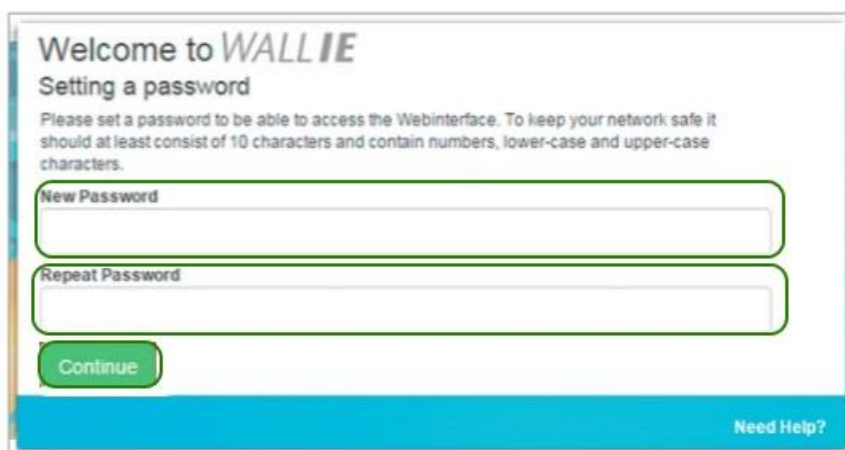 Welcome to WALL IE
Setting a password
Please set a password to be able to access the Webinterface. To keep your network safe it
should at least consist of 10 characters and contain numbers, lower-case and upper-case
characters.
New Password
Repeat Password
Continue
Need Help?